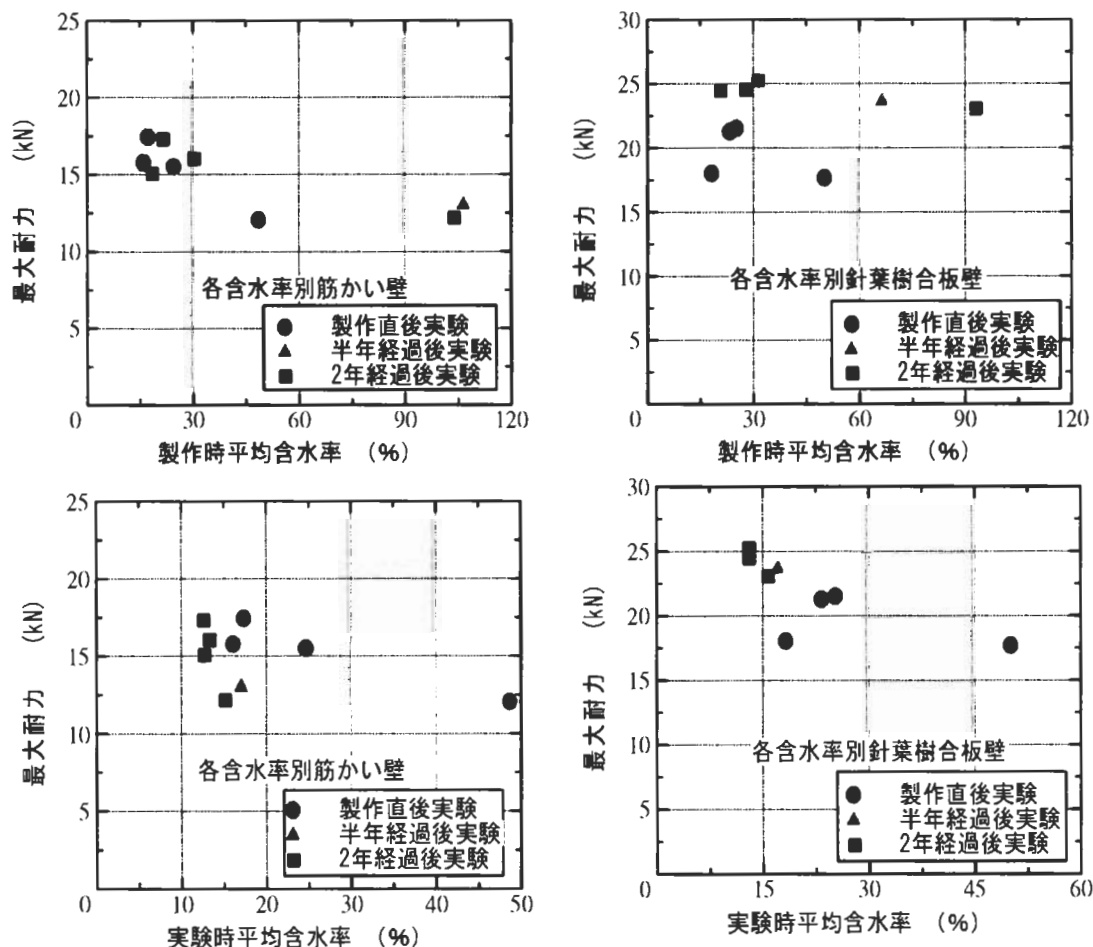 25
20
15
10
5
0
30
60
90
120
最大耐力 (kN)
各含水率別筋かい壁
製作直後実験
半年経過後実験
2年経過後実験
製作時平均含水率 (%)
30
25
20
15
10
5
0
30
60
90
120
最大耐力 (kN)
各含水率別針葉樹合板壁
製作直後実験
半年経過後実験
2年経過後実験
製作時平均含水率 (%)
25
20
15
10
5
0
10
20
30
40
50
最大耐力 (kN)
各含水率別筋かい壁
製作直後実験
半年経過後実験
2年経過後実験
実験時平均含水率 (%)
30
25
20
15
10
5
0
15
30
45
60
最大耐力 (kN)
各含水率別針葉樹合板壁
製作直後実験
半年経過後実験
2年経過後実験
実験時平均含水率 (%)